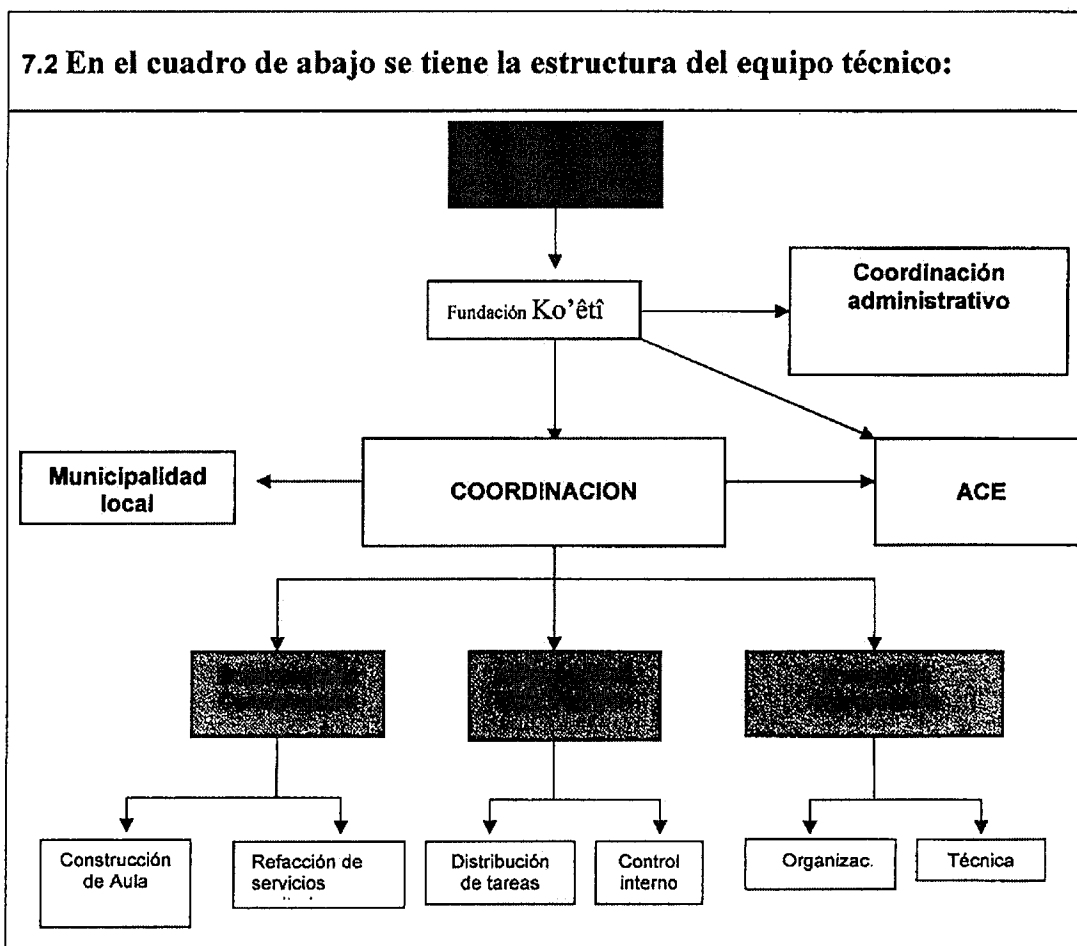 7.2 En el cuadro de abajo se tiene la estructura del equipo técnico:
Fundación Ko'êtî
Coordinación
administrativo
Municipalidad
local
COORDINACION
ACE
Construcción
de Aula
Refacción de
servicios
Distribución
de tareas
Control
interno
Organizac.
Técnica